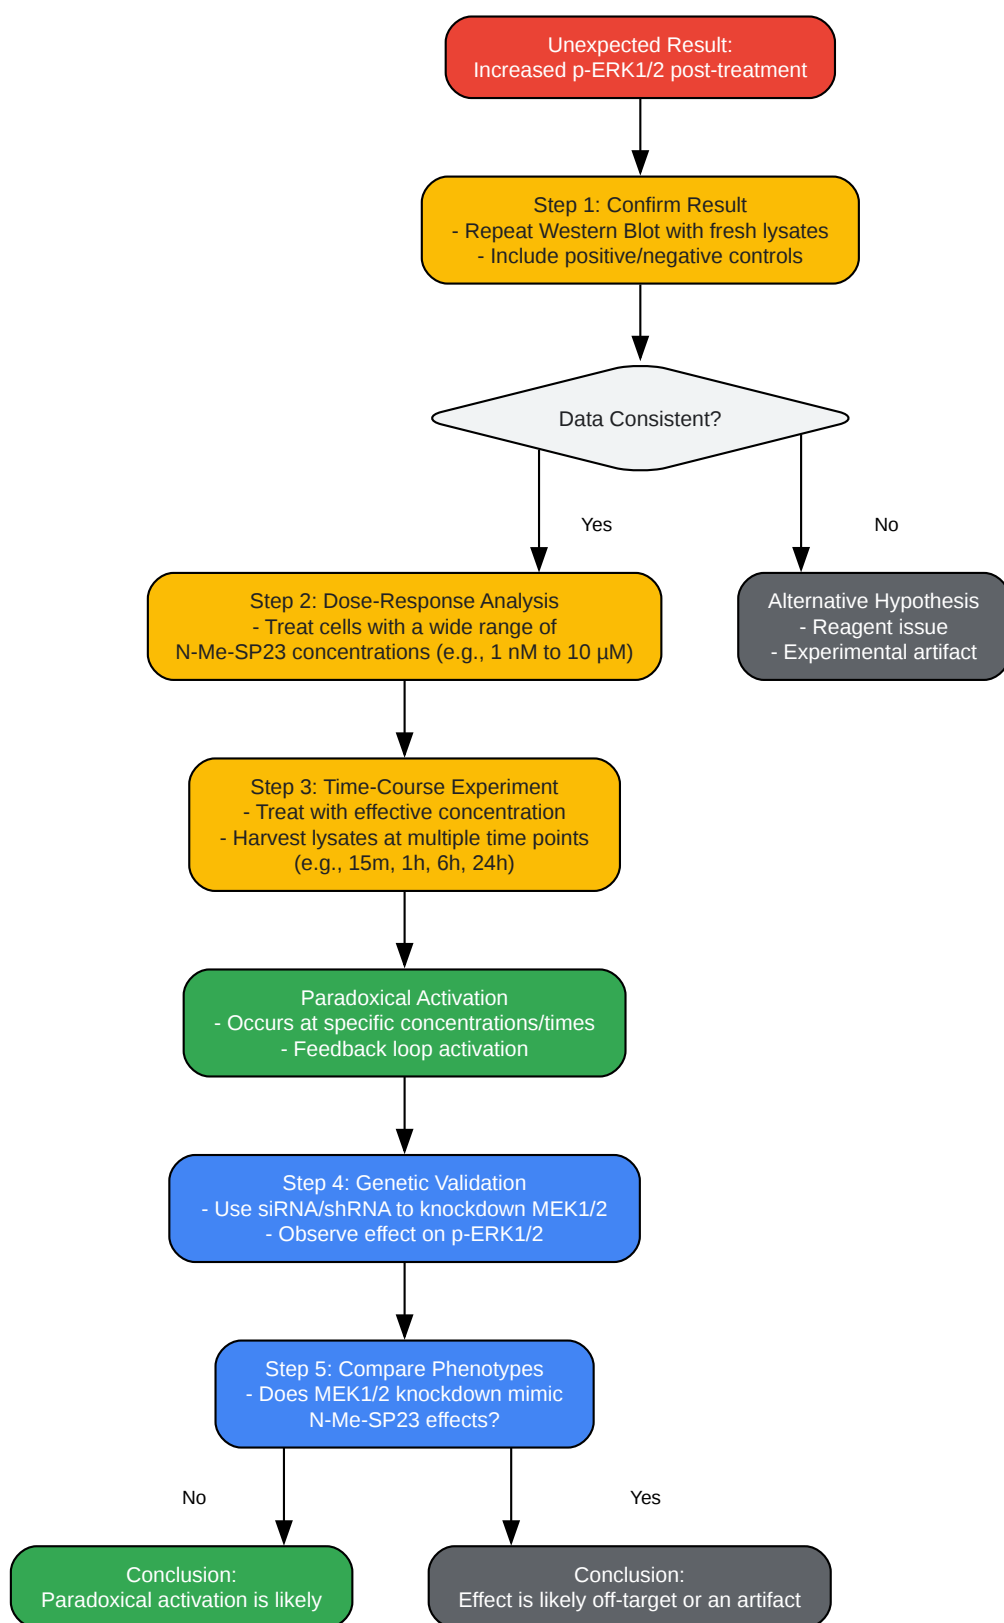 Unexpected Result:
Increased p-ERK1/2 post-treatment
Step 1: Confirm Result
- Repeat Western Blot with fresh lysates
- Include positive/negative controls
Data Consistent?
Yes
No
Step 2: Dose-Response Analysis
- Treat cells with a wide range of
N-Me-SP23 concentrations (e.g., 1 nM to 10 µM)
Alternative Hypothesis
- Reagent issue
- Experimental artifact
Step 3: Time-Course Experiment
- Treat with effective concentration
- Harvest lysates at multiple time points
(e.g., 15m, 1h, 6h, 24h)
Paradoxical Activation
- Occurs at specific concentrations/times
- Feedback loop activation
Step 4: Genetic Validation
- Use siRNA/shRNA to knockdown MEK1/2
- Observe effect on p-ERK1/2
Step 5: Compare Phenotypes
- Does MEK1/2 knockdown mimic
N-Me-SP23 effects?
No
Yes
Conclusion:
Paradoxical activation is likely
Conclusion:
Effect is likely off-target or an artifact